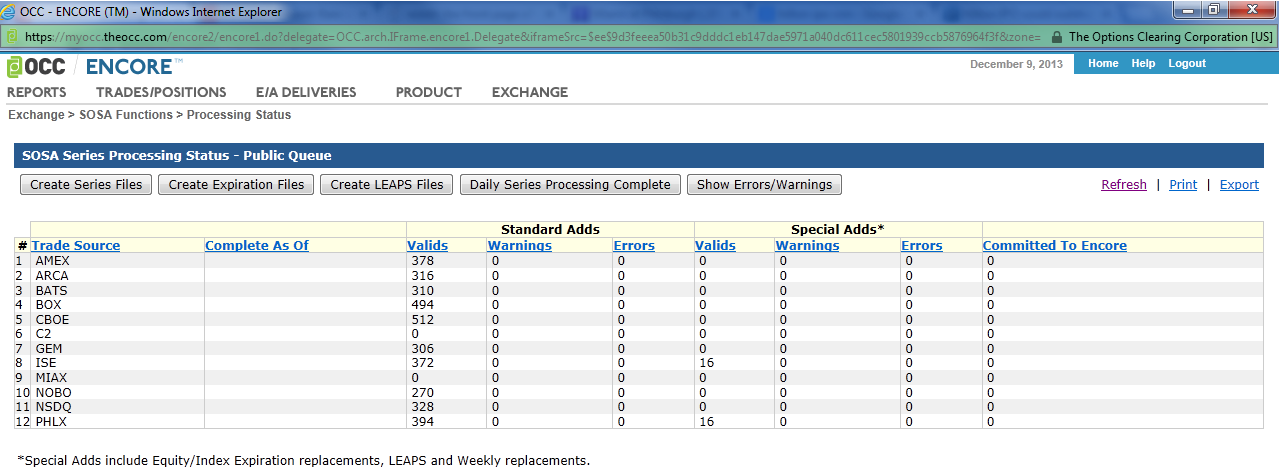 OCC - ENCORE (TM) - Windows Internet Explorer
https://myocc.theocc.com/encore2/encore1.do?delegate=OCC.arch.IFrame.encore1.Delegate&iframeSrc=$ee$9d3feeea50b31c9dddc1eb147dae5971a040dc611cec5801939ccb5876964f3f&zone= The Options Clearing Corporation [US]
OCC ENCORE™ December 9, 2013 Home Help Logout
REPORTS TRADES/POSITIONS E/A DELIVERIES PRODUCT EXCHANGE
Exchange > SOSA Functions > Processing Status
SOSA Series Processing Status - Public Queue
Create Series Files Create Expiration Files Create LEAPS Files Daily Series Processing Complete Show Errors/Warnings Refresh | Print | Export
Standard Adds Special Adds*
# Trade Source Complete As Of Valids Warnings Errors Valids Warnings Errors Committed To Encore
1 AMEX 378 0 0 0 0 0 0
2 ARCA 316 0 0 0 0 0 0
3 BATS 310 0 0 0 0 0 0
4 BOX 494 0 0 0 0 0 0
5 CBOE 512 0 0 0 0 0 0
6 C2 0 0 0 0 0 0 0
7 GEM 306 0 0 0 0 0 0
8 ISE 372 0 0 16 0 0 0
9 MIAX 0 0 0 0 0 0 0
10 NOBO 270 0 0 0 0 0 0
11 NSDQ 328 0 0 0 0 0 0
12 PHLX 394 0 0 16 0 0 0
*Special Adds include Equity/Index Expiration replacements, LEAPS and Weekly replacements.